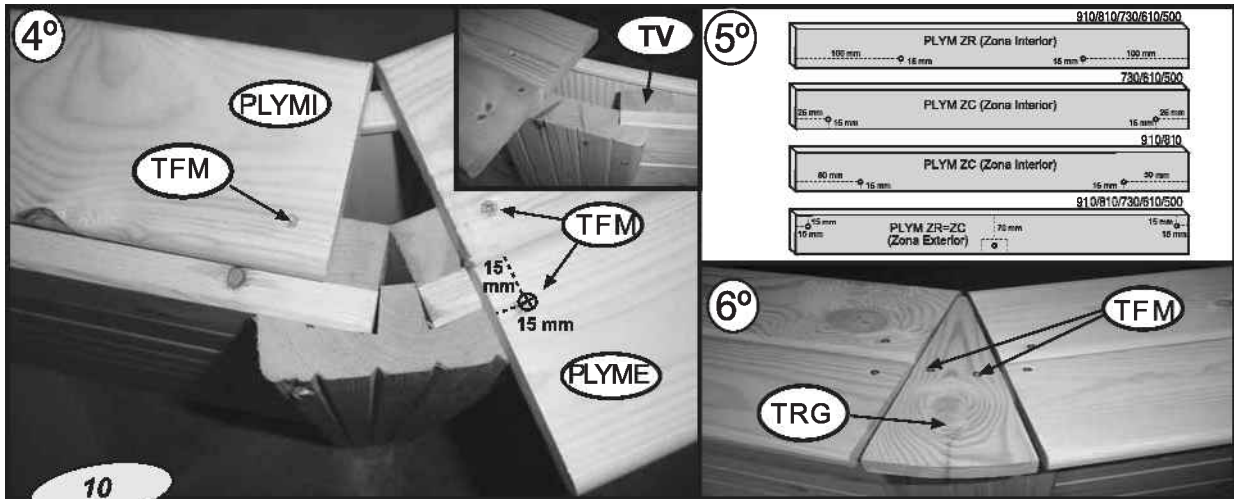 4º
PLYMI
TFM
TV
TFM
15
mm
15 mm
PLYME
10
5º
910/810/730/610/500
PLYM ZR (Zona Interior)
100 mm
15 mm
15 mm
100 mm
730/610/500
PLYM ZC (Zona Interior)
25 mm
15 mm
15 mm
25 mm
910/810
PLYM ZC (Zona Interior)
50 mm
15 mm
15 mm
50 mm
910/810/730/610/500
15 mm
15 mm
PLYM ZR=ZC
(Zona Exterior)
70 mm
15 mm
15 mm
6º
TFM
TRG